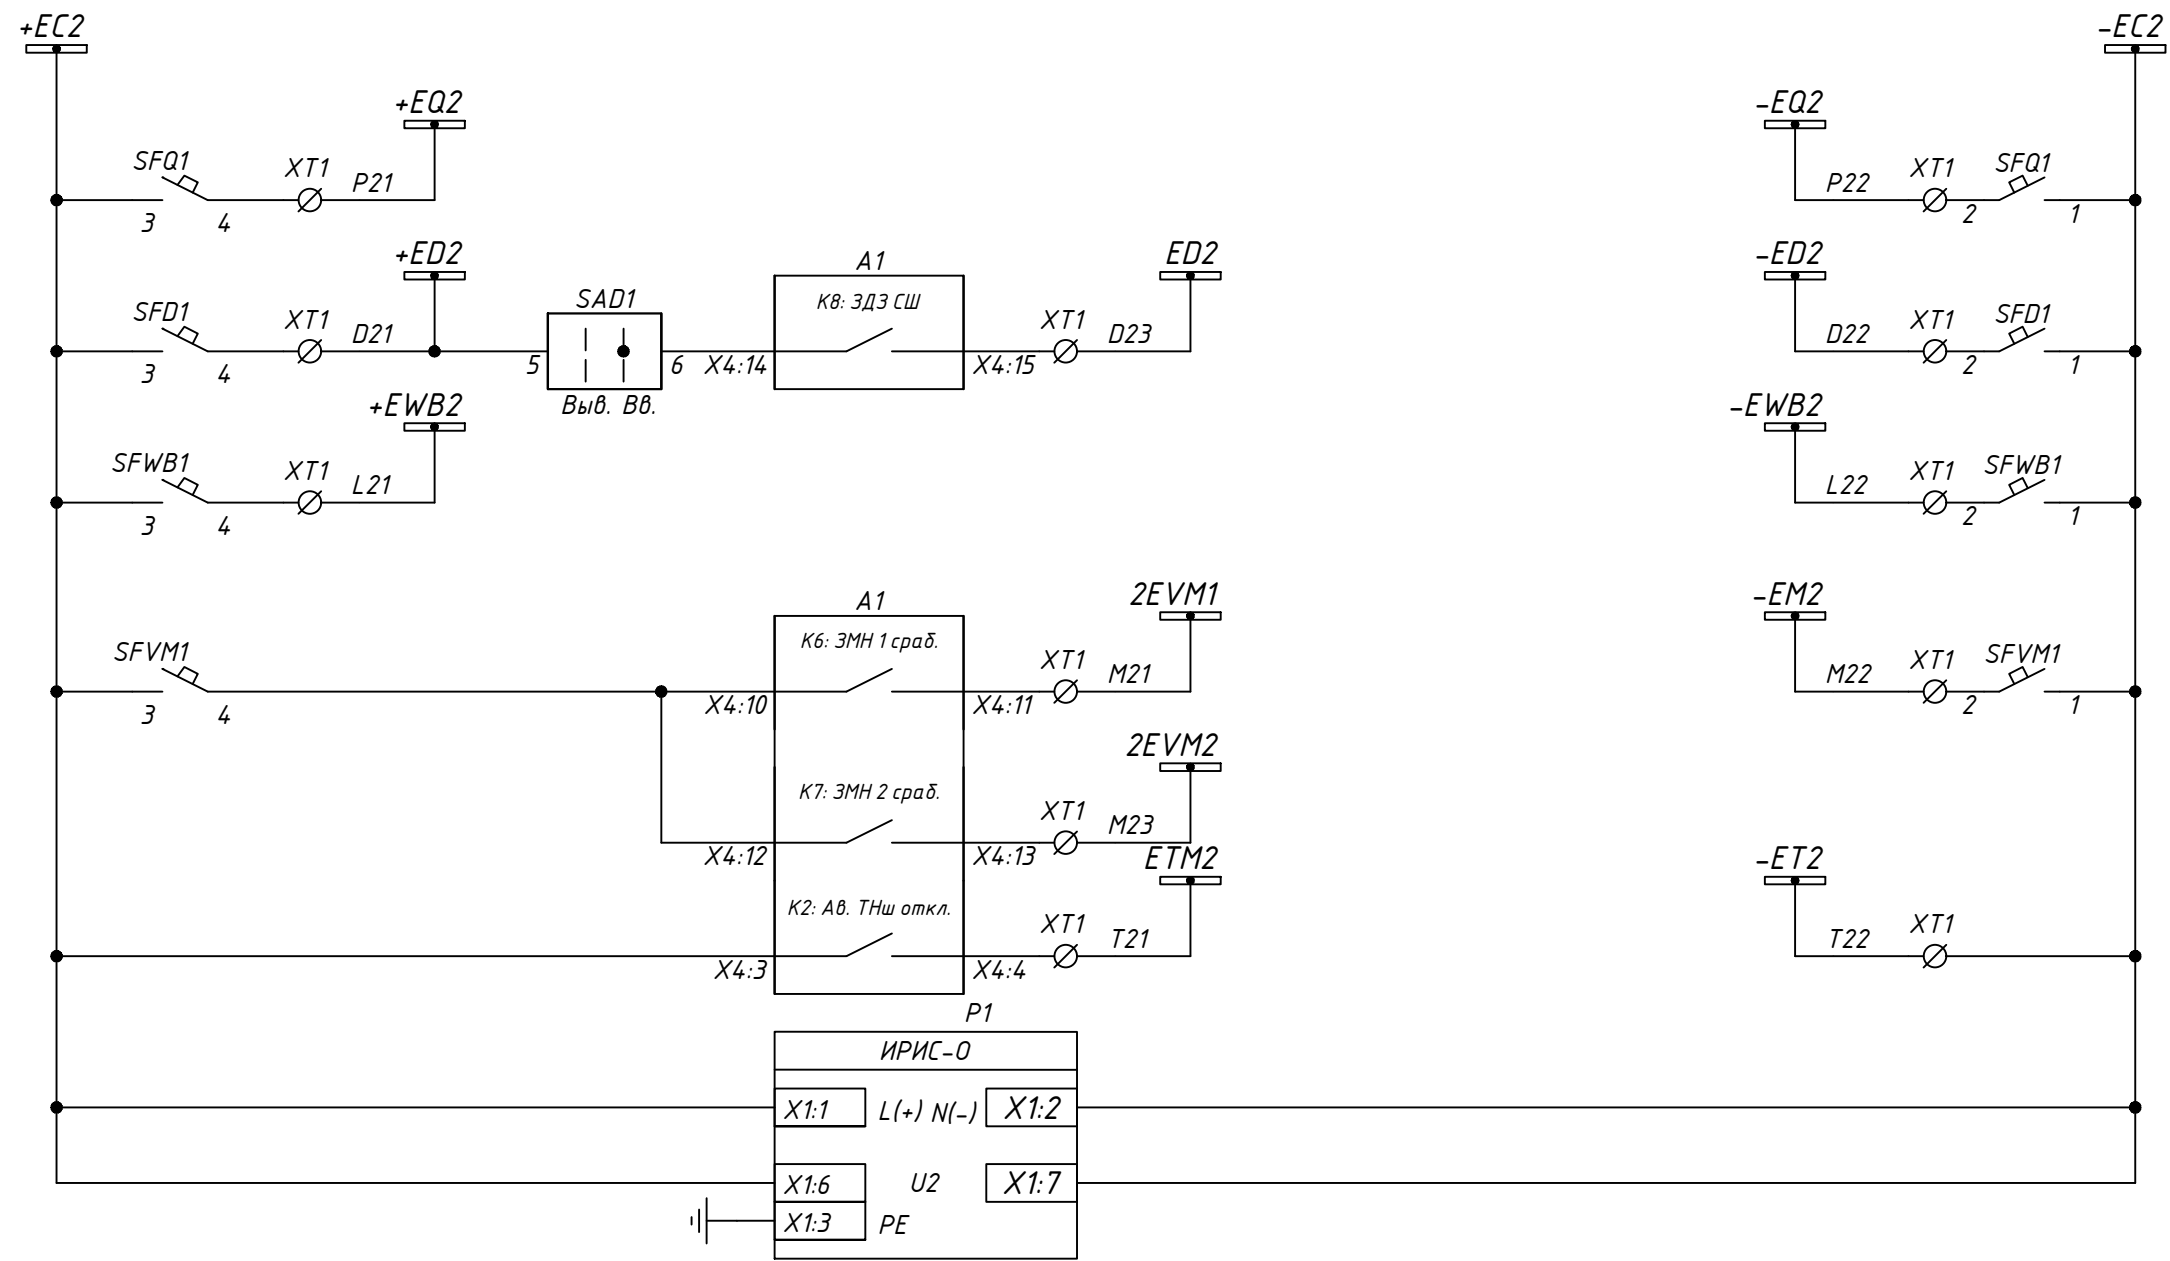 +EC2 -EC2
+EQ2 -EQ2
SFQ1 XT1 P21 P22 XT1 SFQ1
3 4 2 1
+ED2 A1 ED2 -ED2
SFD1 XT1 D21 SAD1 К8: ЗДЗ СШ XT1 D23 D22 XT1 SFD1
3 4 5 6 X4:14 X4:15 2 1
Выв. Вв.
+EWB2 -EWB2
SFWB1 XT1 L21 L22 XT1 SFWB1
3 4 2 1
A1 2EVM1 -EM2
SFVM1 К6: ЗМН 1 сраб. XT1 M21 M22 XT1 SFVM1
3 4 X4:10 X4:11 2 1
2EVM2
К7: ЗМН 2 сраб. XT1 M23
X4:12 X4:13
ETM2 -ET2
К2: Ав. ТНш откл. XT1 T21 T22 XT1
X4:3 X4:4
P1
ИРИС-О
X1:1 L(+) N(-) X1:2
X1:6 U2 X1:7
X1:3 PE